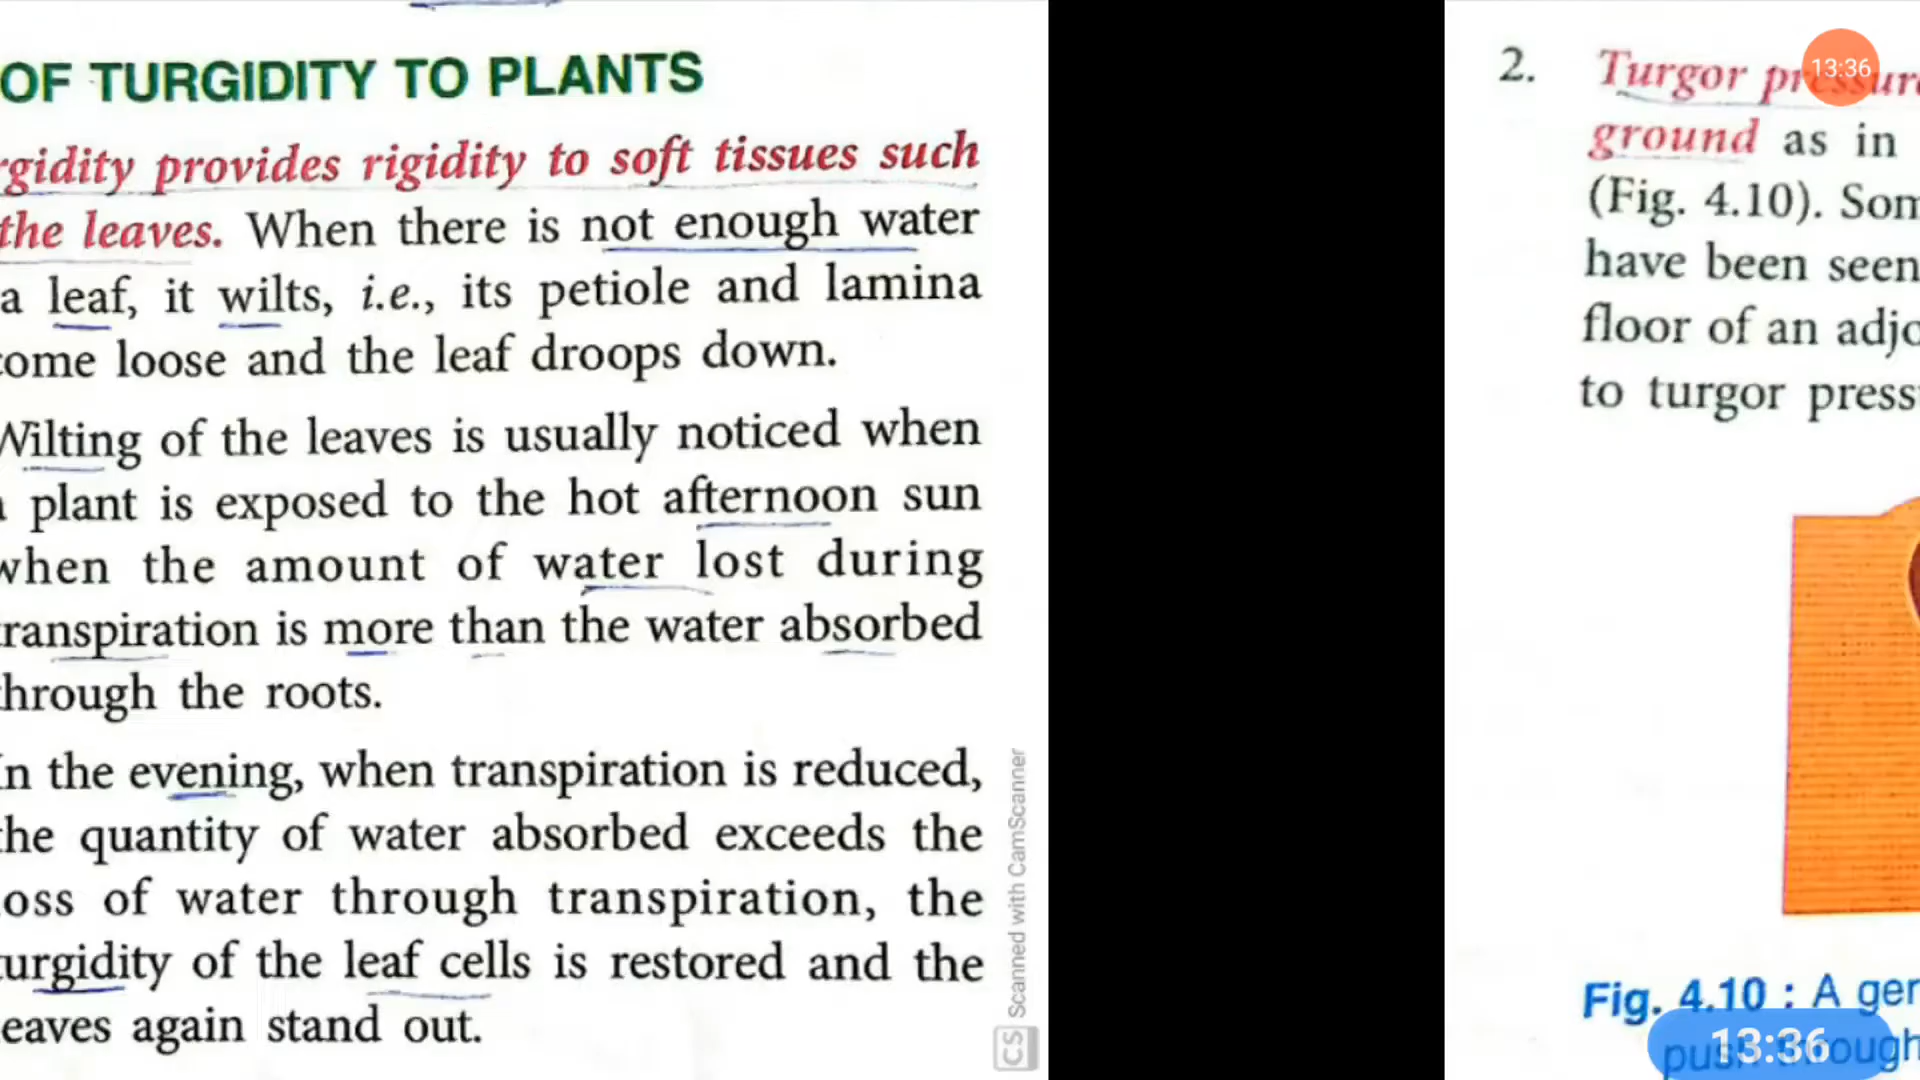 OF TURGIDITY TO PLANTS
rgidity provides rigidity to soft tissues such
the leaves. When there is not enough water
a leaf, it wilts, i.e., its petiole and lamina
come loose and the leaf droops down.
Wilting of the leaves is usually noticed when
plant is exposed to the hot afternoon sun
when the amount of water lost during
transpiration is more than the water absorbed
through the roots.
In the evening, when transpiration is reduced,
the quantity of water absorbed exceeds the
loss of water through transpiration, the
turgidity of the leaf cells is restored and the
leaves again stand out.
CS Scanned with CamScanner
2. Turgor pressure
ground as in
(Fig. 4.10). Som
have been seen
floor of an adjo
to turgor press
Fig. 4.10 : A ger
push through
13:36
13:36